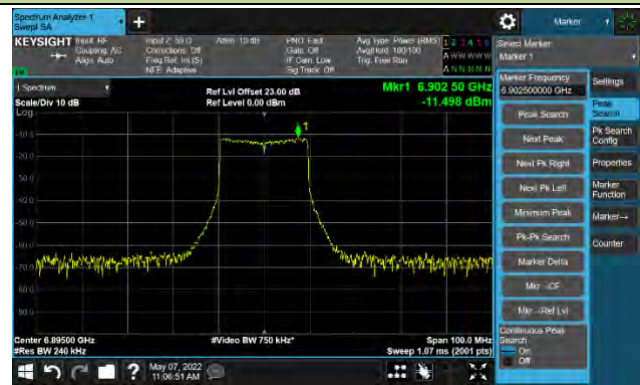 Spectrum Analyzer 1
Swept SA
Marker
KEYSIGHT Input: RF
Coupling: AC
Align: Auto
Input Z: 50 Ω
Corrections: Off
Freq Ref: Int (S)
NFE: Adaptive
Atten: 10 dB
PNO: Fast
Gate: Off
IF Gain: Low
Sig Track: Off
Avg Type: Power (RMS)
Avg|Hold: 100/100
Trig: Free Run
1 2 3 4 5 6
A W W W W W
A N N N N N
Select Marker
Marker 1
1 Spectrum
Scale/Div 10 dB
Log
Ref Lvl Offset 23.00 dB
Ref Level 0.00 dBm
Mkr1 6.902 50 GHz
-11.498 dBm
1
-10.0
-20.0
-30.0
-40.0
-50.0
-60.0
-70.0
-80.0
-90.0
Center 6.89500 GHz
#Res BW 240 kHz
#Video BW 750 kHz*
Span 100.0 MHz
Sweep 1.07 ms (2001 pts)
Marker Frequency
6.902500000 GHz
Peak Search
Next Peak
Next Pk Right
Next Pk Left
Minimum Peak
Pk-Pk Search
Marker Delta
Mkr→CF
Mkr→Ref Lvl
Continuous Peak
Search
On
Off
Settings
Peak
Search
Pk Search
Config
Properties
Marker
Function
Marker→
Counter
May 07, 2022
11:06:51 AM